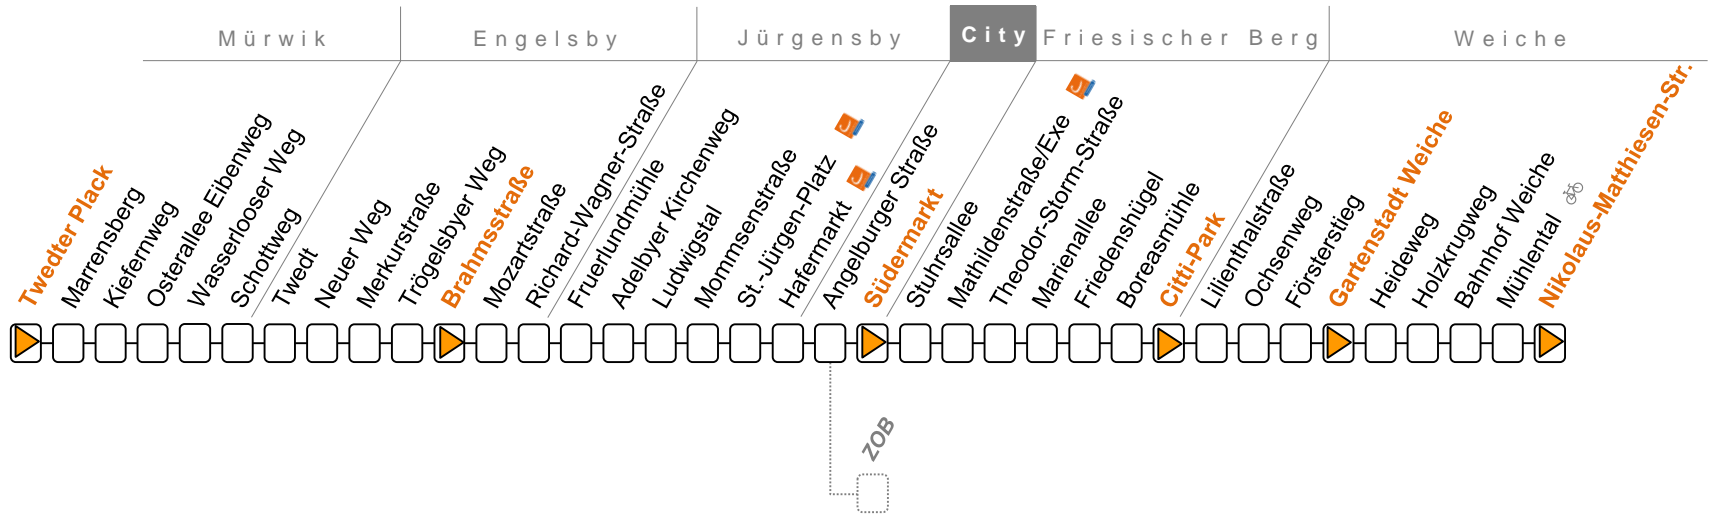 Mürwik
Engelsby
Jürgensby
City
Friesischer Berg
Weiche
Twedter Plack
Marrensberg
Kiefernweg
Osterallee Eibenweg
Wasserlooser Weg
Schottweg
Twedt
Neuer Weg
Merkurstraße
Trögelsbyer Weg
Brahmsstraße
Mozartstraße
Richard-Wagner-Straße
Fruerlundmühle
Adelbyer Kirchenweg
Ludwigstal
Mommsenstraße
St.-Jürgen-Platz
Hafermarkt
Angelburger Straße
Südermarkt
Stuhrsallee
Mathildenstraße/Exe
Theodor-Storm-Straße
Marienallee
Friedenshügel
Boreasmühle
Citti-Park
Lilienthalstraße
Ochsenweg
Försterstieg
Gartenstadt Weiche
Heideweg
Holzkrugweg
Bahnhof Weiche
Mühlental
Nikolaus-Matthiesen-Str.
ZOB